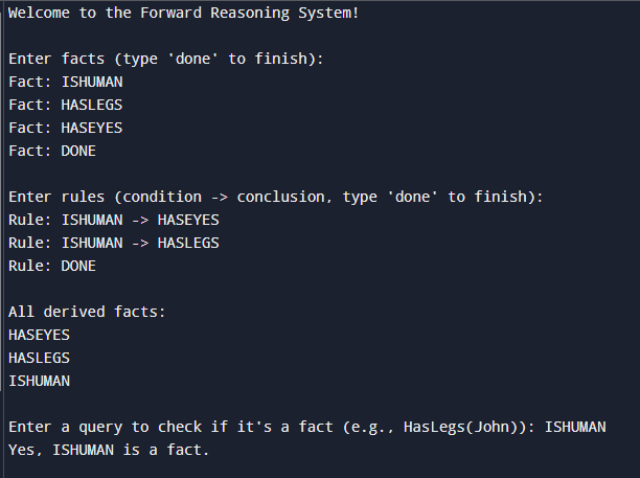 Welcome to the Forward Reasoning System!
Enter facts (type 'done' to finish):
Fact: ISHUMAN
Fact: HASLEGS
Fact: HASEYES
Fact: DONE
Enter rules (condition -> conclusion, type 'done' to finish):
Rule: ISHUMAN -> HASEYES
Rule: ISHUMAN -> HASLEGS
Rule: DONE
All derived facts:
HASEYES
HASLEGS
ISHUMAN
Enter a query to check if it's a fact (e.g., HasLegs(John)): ISHUMAN
Yes, ISHUMAN is a fact.